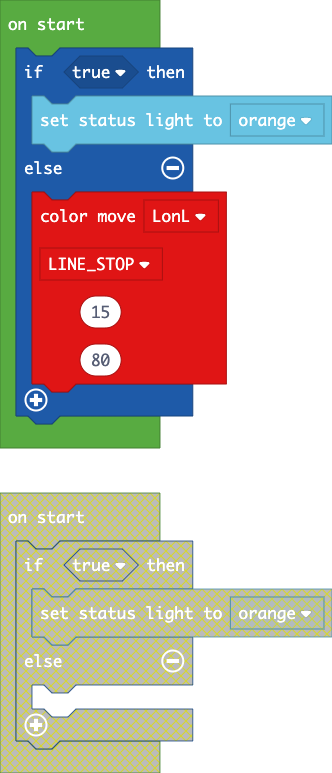 on start
if true then
set status light to orange
else
color move LonL
LINE_STOP
15
80
on start
if true then
set status light to orange
else